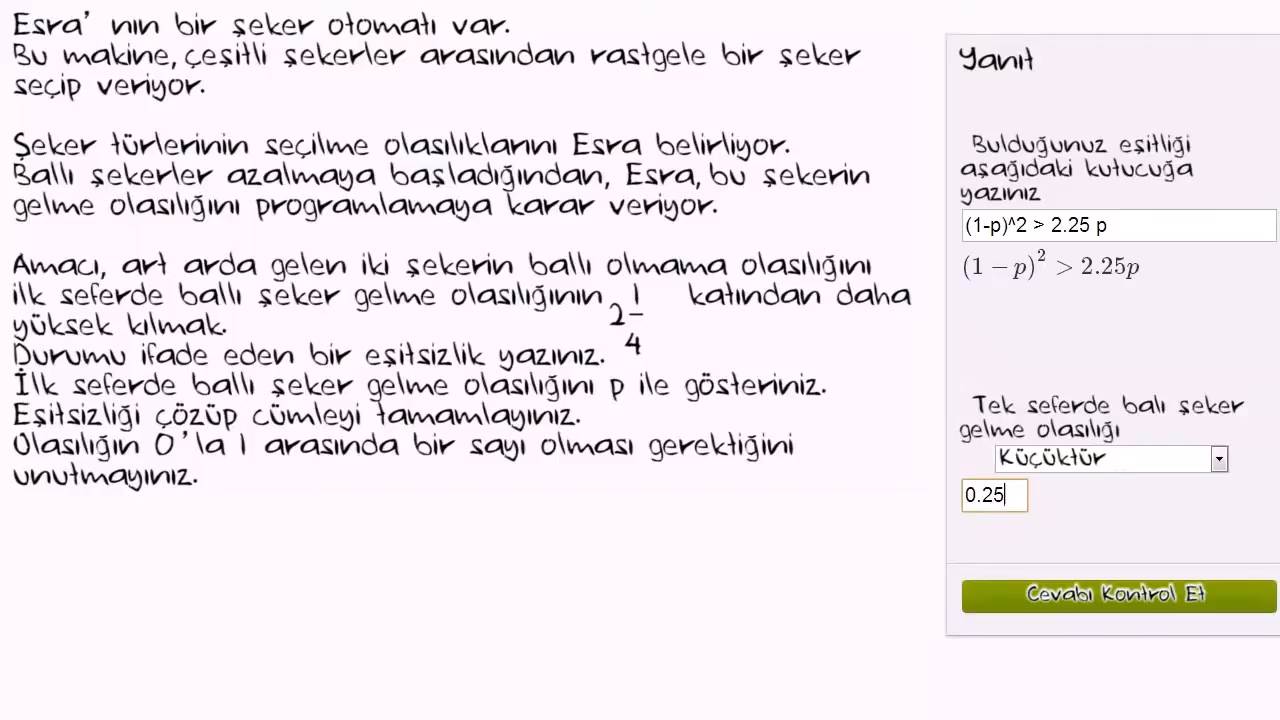 Esra' nın bir şeker otomatı var.
Bu makine, çeşitli şekerler arasından rastgele bir şeker
seçip veriyor.
Şeker türlerinin seçilme olasılıklarını Esra belirliyor.
Ballı şekerler azalmaya başladığından, Esra, bu şekerin
gelme olasılığını programlamaya karar veriyor.
Amacı, art arda gelen iki şekerin ballı olmama olasılığını
ilk seferde ballı şeker gelme olasılığının 2 1/4 katından daha
yüksek kılmak.
Durumu ifade eden bir eşitsizlik yazınız.
İlk seferde ballı şeker gelme olasılığını p ile gösteriniz.
Eşitsizliği çözüp cümleyi tamamlayınız.
Olasılığın 0'la 1 arasında bir sayı olması gerektiğini
unutmayınız.
Yanıt
Bulduğunuz eşitliği
aşağıdaki kutucuğa
yazınız
(1-p)^2 > 2.25 p
(1 − p)² > 2.25p
Tek seferde balı şeker
gelme olasılığı
Küçüktür
0.25
Cevabı Kontrol Et